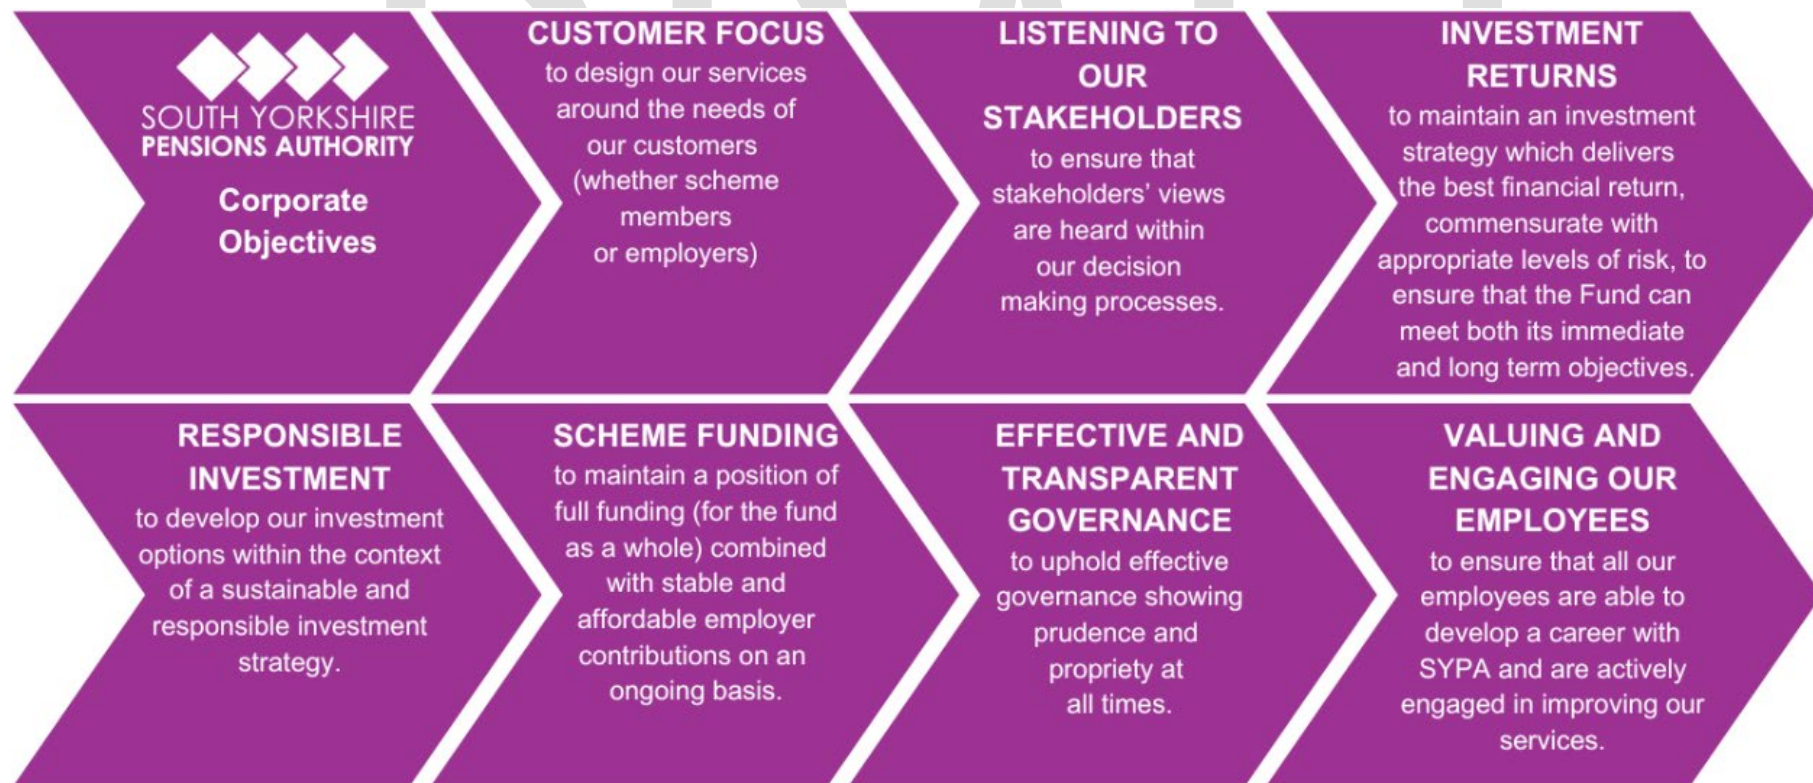 SOUTH YORKSHIRE
PENSIONS AUTHORITY
Corporate
Objectives
CUSTOMER FOCUS
to design our services
around the needs of
our customers
(whether scheme
members
or employers)
LISTENING TO
OUR
STAKEHOLDERS
to ensure that
stakeholders’ views
are heard within
our decision
making processes.
INVESTMENT
RETURNS
to maintain an investment
strategy which delivers
the best financial return,
commensurate with
appropriate levels of risk, to
ensure that the Fund can
meet both its immediate
and long term objectives.
RESPONSIBLE
INVESTMENT
to develop our investment
options within the context
of a sustainable and
responsible investment
strategy.
SCHEME FUNDING
to maintain a position of
full funding (for the fund
as a whole) combined
with stable and
affordable employer
contributions on an
ongoing basis.
EFFECTIVE AND
TRANSPARENT
GOVERNANCE
to uphold effective
governance showing
prudence and
propriety at
all times.
VALUING AND
ENGAGING OUR
EMPLOYEES
to ensure that all our
employees are able to
develop a career with
SYPA and are actively
engaged in improving our
services.